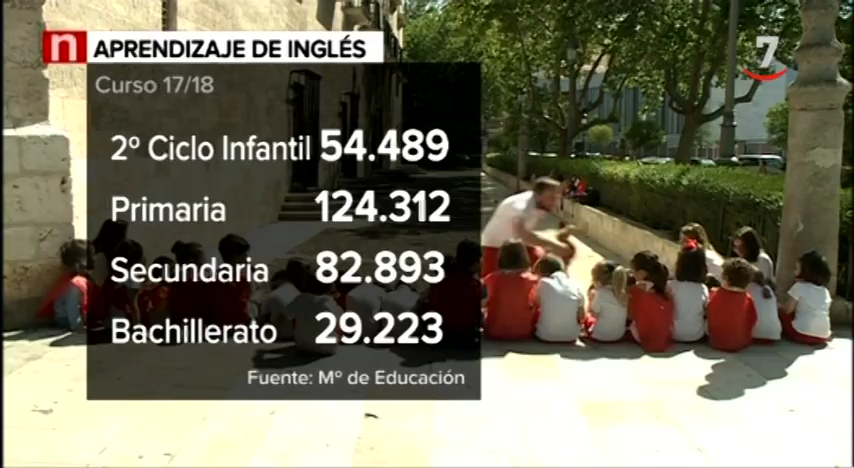 n APRENDIZAJE DE INGLÉS
7
Curso 17/18
2º Ciclo Infantil 54.489
Primaria 124.312
Secundaria 82.893
Bachillerato 29.223
Fuente: Mº de Educación